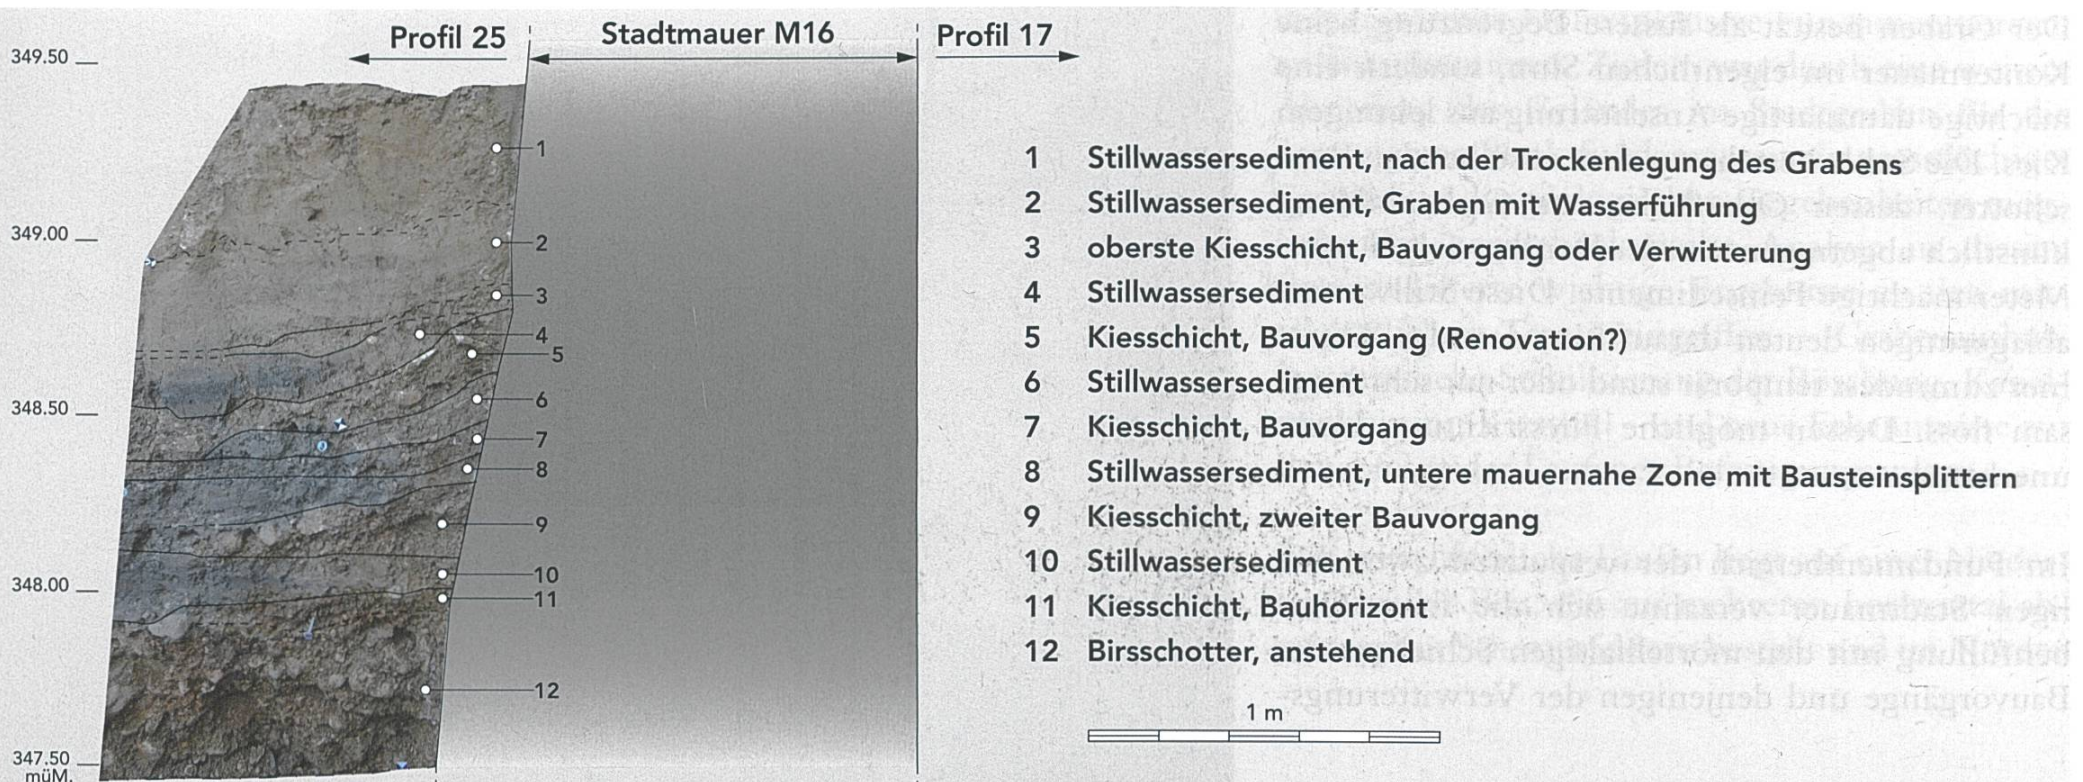 Profil 25
Stadtmauer M16
Profil 17
349.50
349.00
348.50
348.00
347.50
müM.
1
2
3
4
5
6
7
8
9
10
11
12
1 Stillwassersediment, nach der Trockenlegung des Grabens
2 Stillwassersediment, Graben mit Wasserführung
3 oberste Kiesschicht, Bauvorgang oder Verwitterung
4 Stillwassersediment
5 Kiesschicht, Bauvorgang (Renovation?)
6 Stillwassersediment
7 Kiesschicht, Bauvorgang
8 Stillwassersediment, untere mauernahe Zone mit Bausteinsplittern
9 Kiesschicht, zweiter Bauvorgang
10 Stillwassersediment
11 Kiesschicht, Bauhorizont
12 Birsschotter, anstehend
1 m